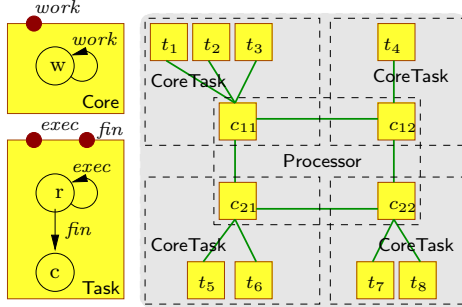 work
work
w
Core
exec
fin
exec
r
fin
c
Task
t1 t2 t3
CoreTask
t4
CoreTask
c11 c12
Processor
c21 c22
CoreTask CoreTask
t5 t6 t7 t8